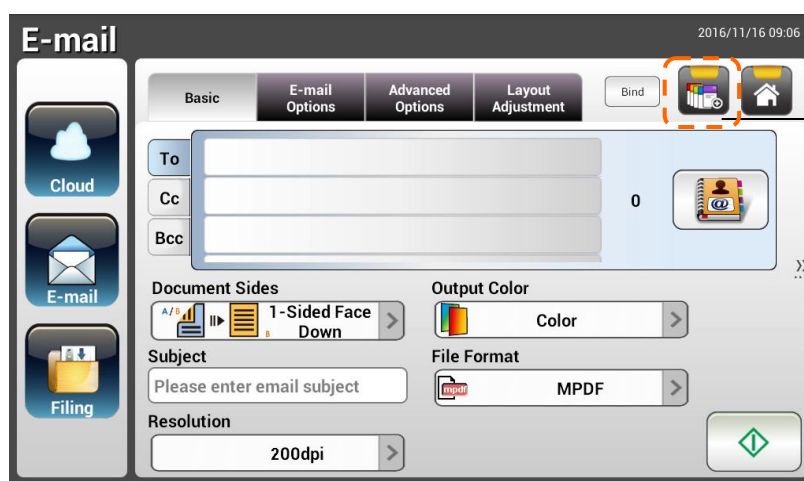 E-mail
2016/11/16 09:06
Basic
E-mail
Options
Advanced
Options
Layout
Adjustment
Bind
Cloud
E-mail
Filing
To
Cc
Bcc
0
@
Document Sides
Output Color
A/B
B
1-Sided Face
Down
Color
Subject
File Format
Please enter email subject
mpdf
MPDF
Resolution
200dpi